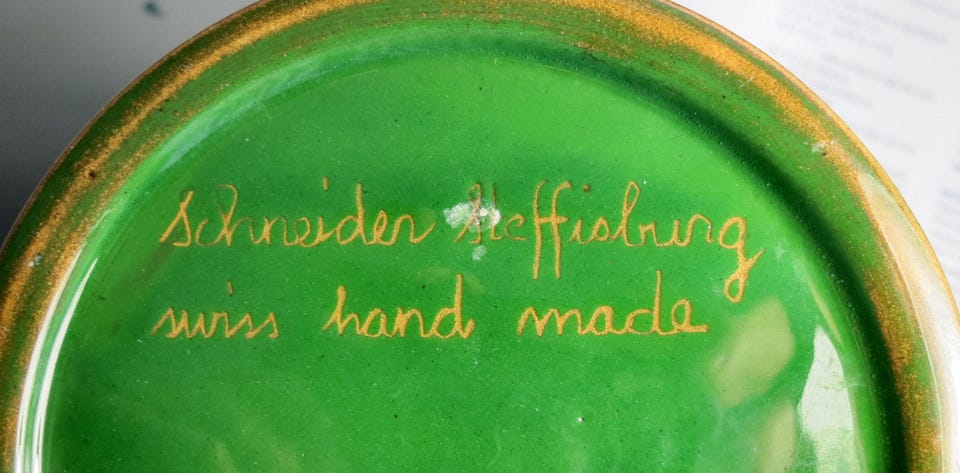 Schneider Steffisburg
swiss hand made